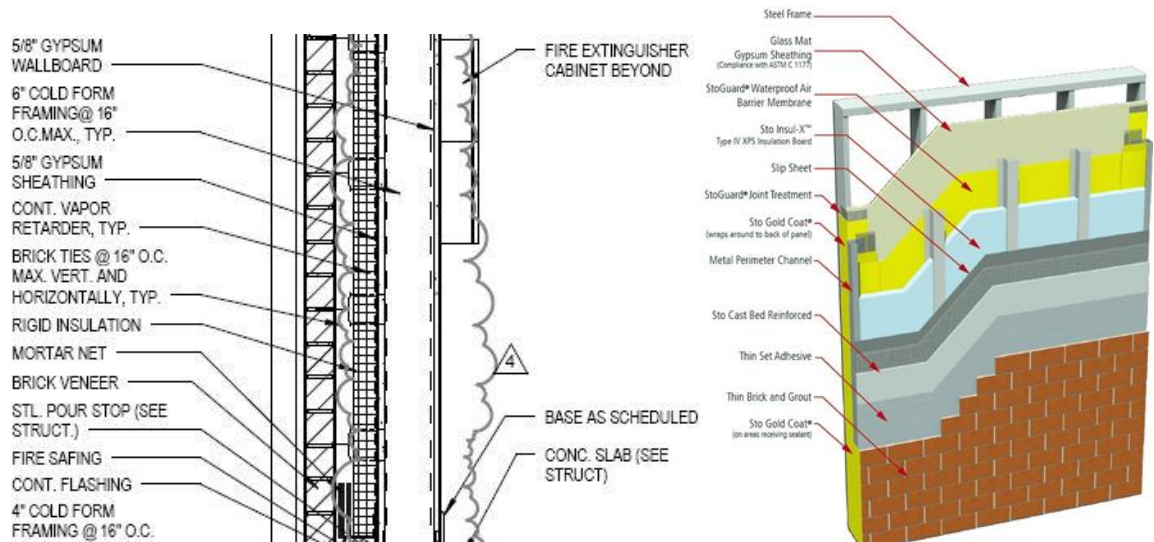 5/8" GYPSUM
WALLBOARD
6" COLD FORM
FRAMING@ 16"
O.C.MAX., TYP.
5/8" GYPSUM
SHEATHING
CONT. VAPOR
RETARDER, TYP.
BRICK TIES @ 16" O.C.
MAX. VERT. AND
HORIZONTALLY, TYP.
RIGID INSULATION
MORTAR NET
BRICK VENEER
STL. POUR STOP (SEE
STRUCT.)
FIRE SAFING
CONT. FLASHING
4" COLD FORM
FRAMING @ 16" O.C.
FIRE EXTINGUISHER
CABINET BEYOND
4
BASE AS SCHEDULED
CONC. SLAB (SEE
STRUCT)
Steel Frame
Glass Mat
Gypsum Sheathing
(Compliance with ASTM C 1177)
StoGuard® Waterproof Air
Barrier Membrane
Sto Insul-X™
Type IV XPS Insulation Board
Slip Sheet
StoGuard® Joint Treatment
Sto Gold Coat®
(wraps around to back of panel)
Metal Perimeter Channel
Sto Cast Bed Reinforced
Thin Set Adhesive
Thin Brick and Grout
Sto Gold Coat®
(on areas receiving sealant)